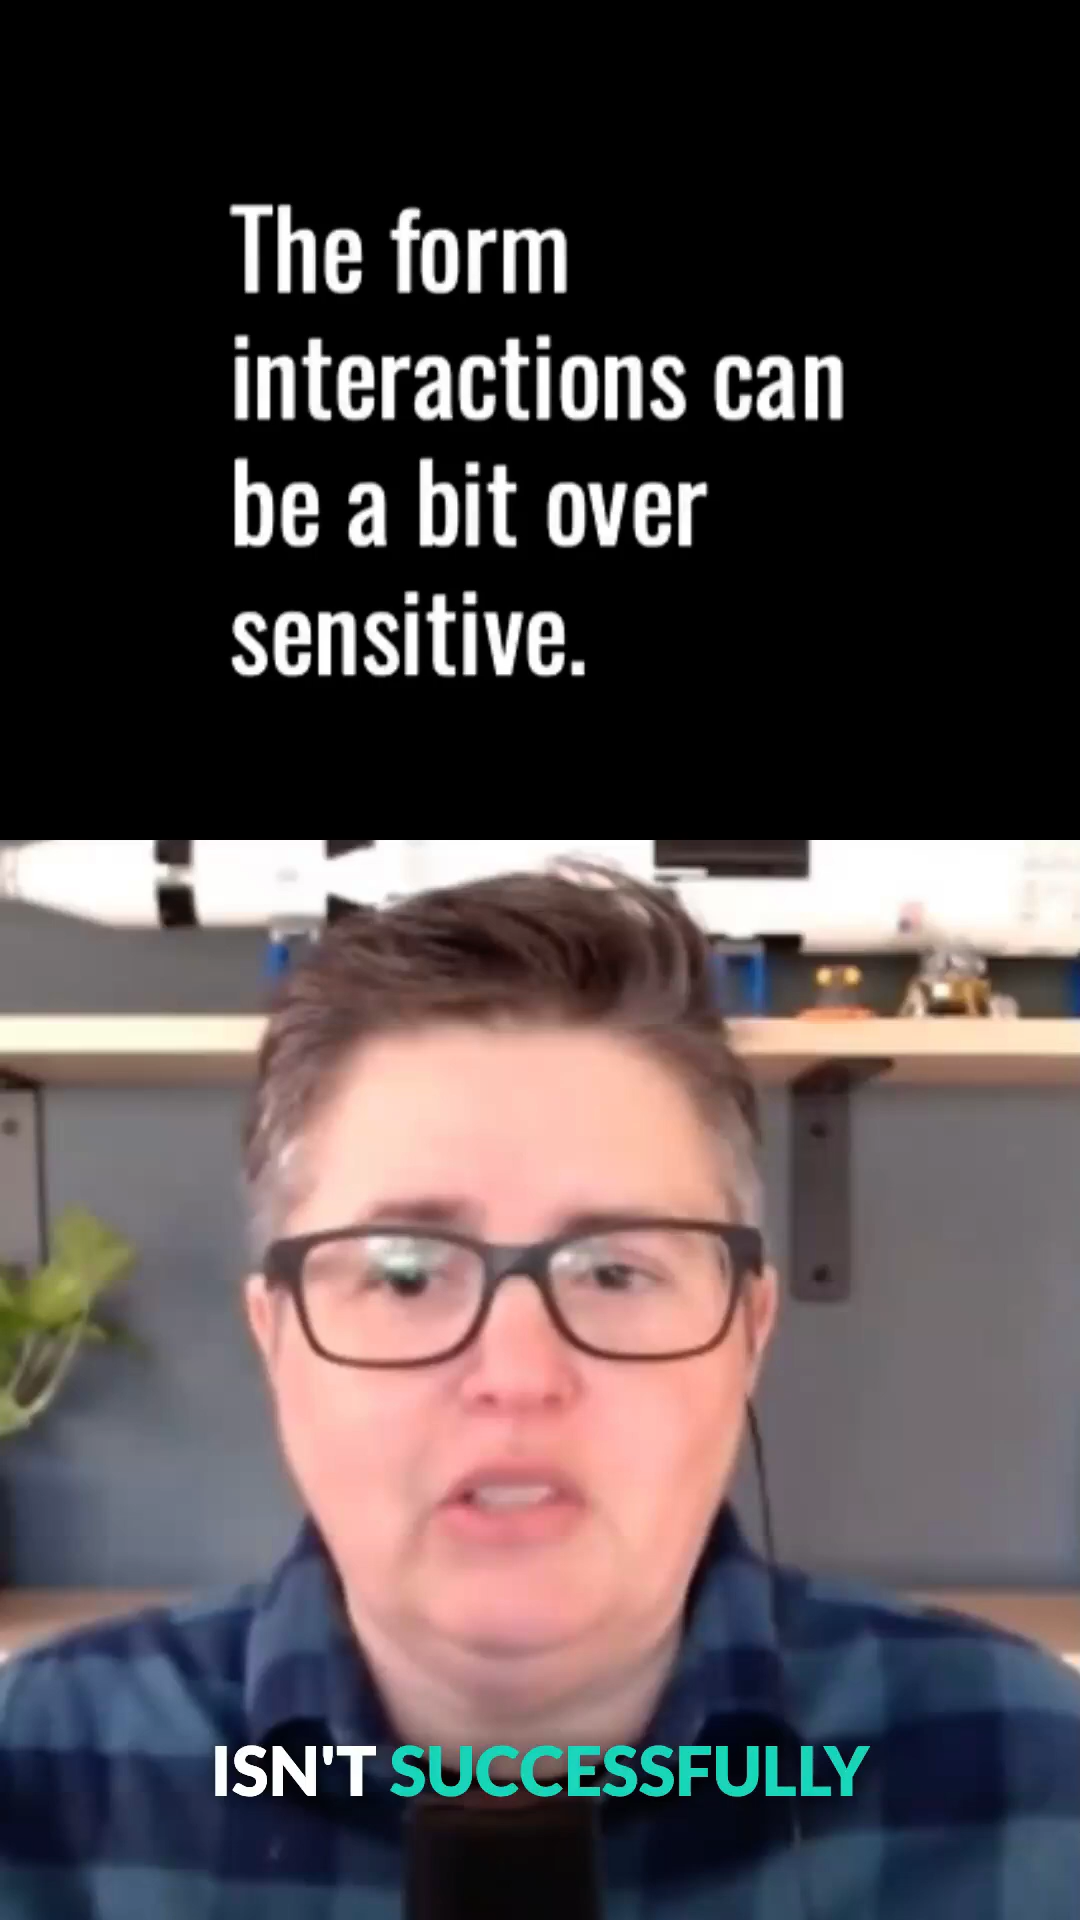 The form
interactions can
be a bit over
sensitive.
ISN'T SUCCESSFULLY